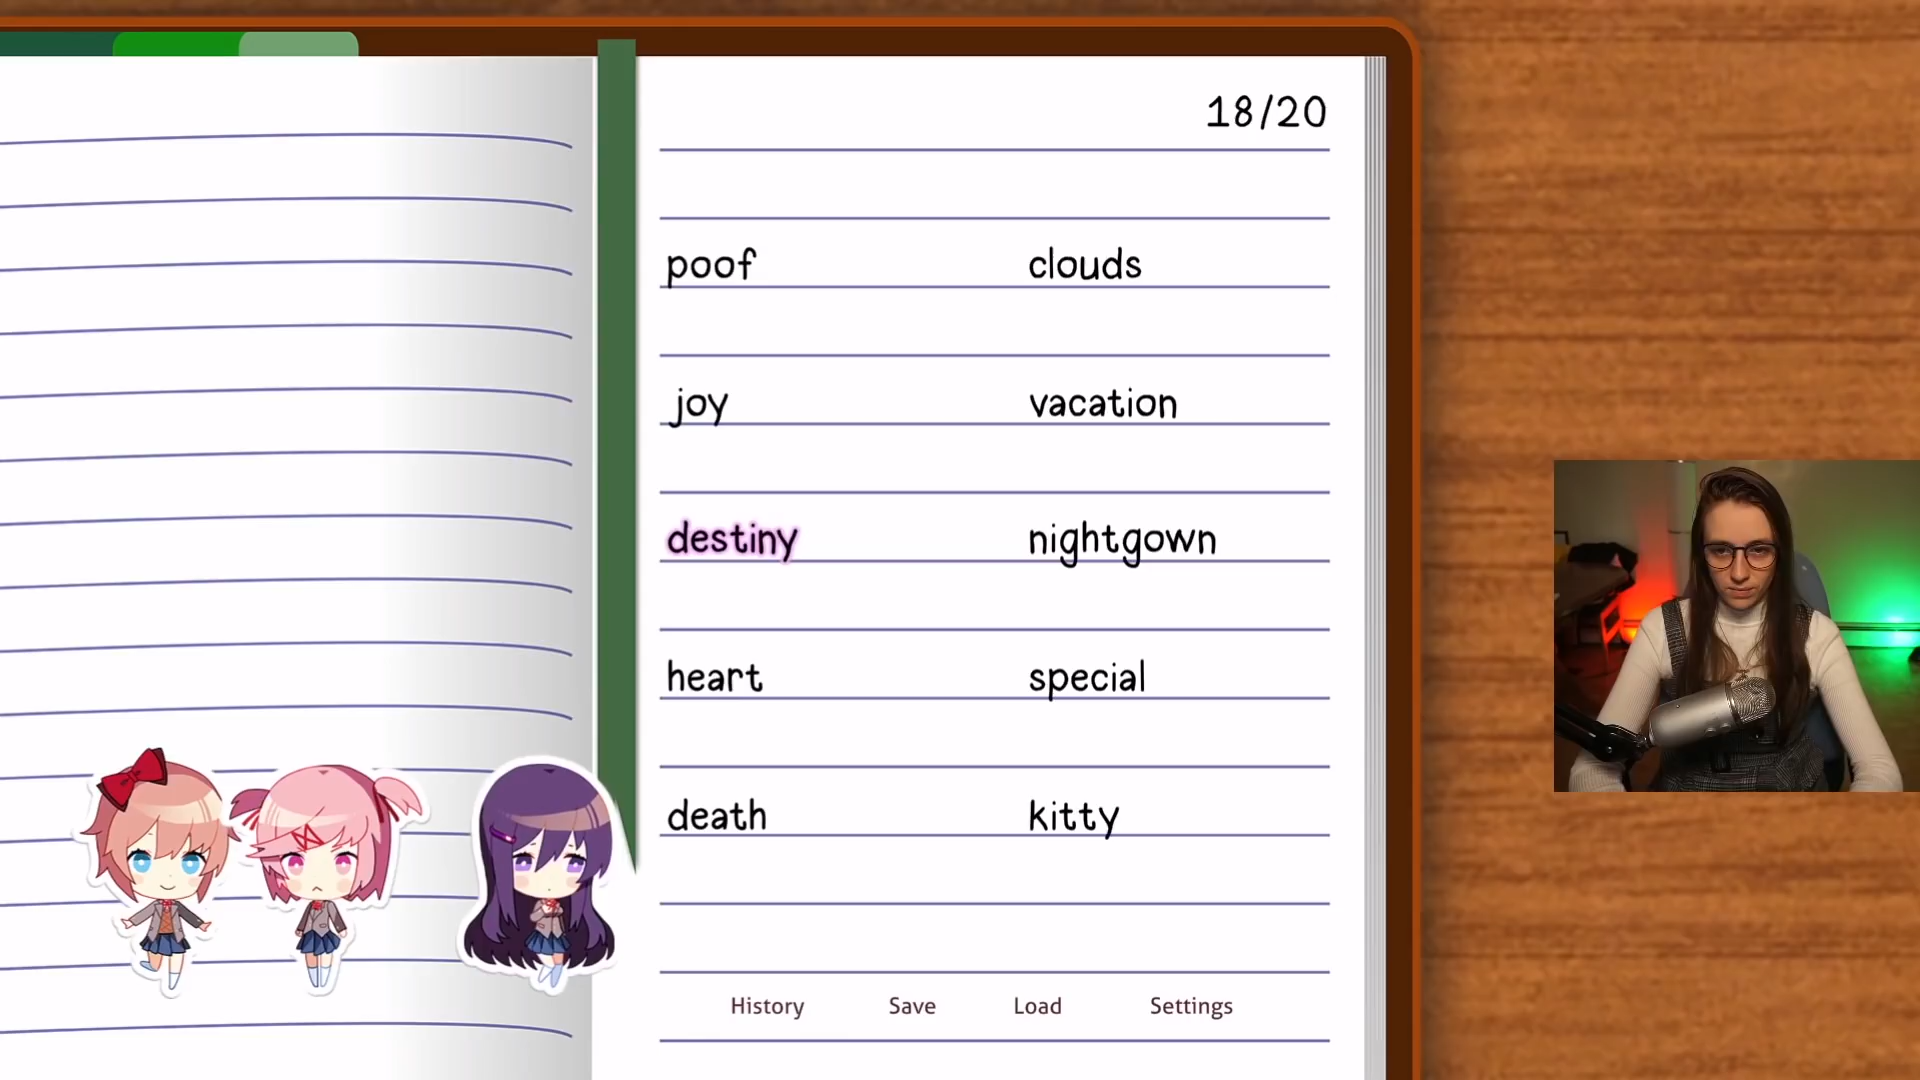 18/20
poof clouds
joy vacation
destiny nightgown
heart special
death kitty
History Save Load Settings